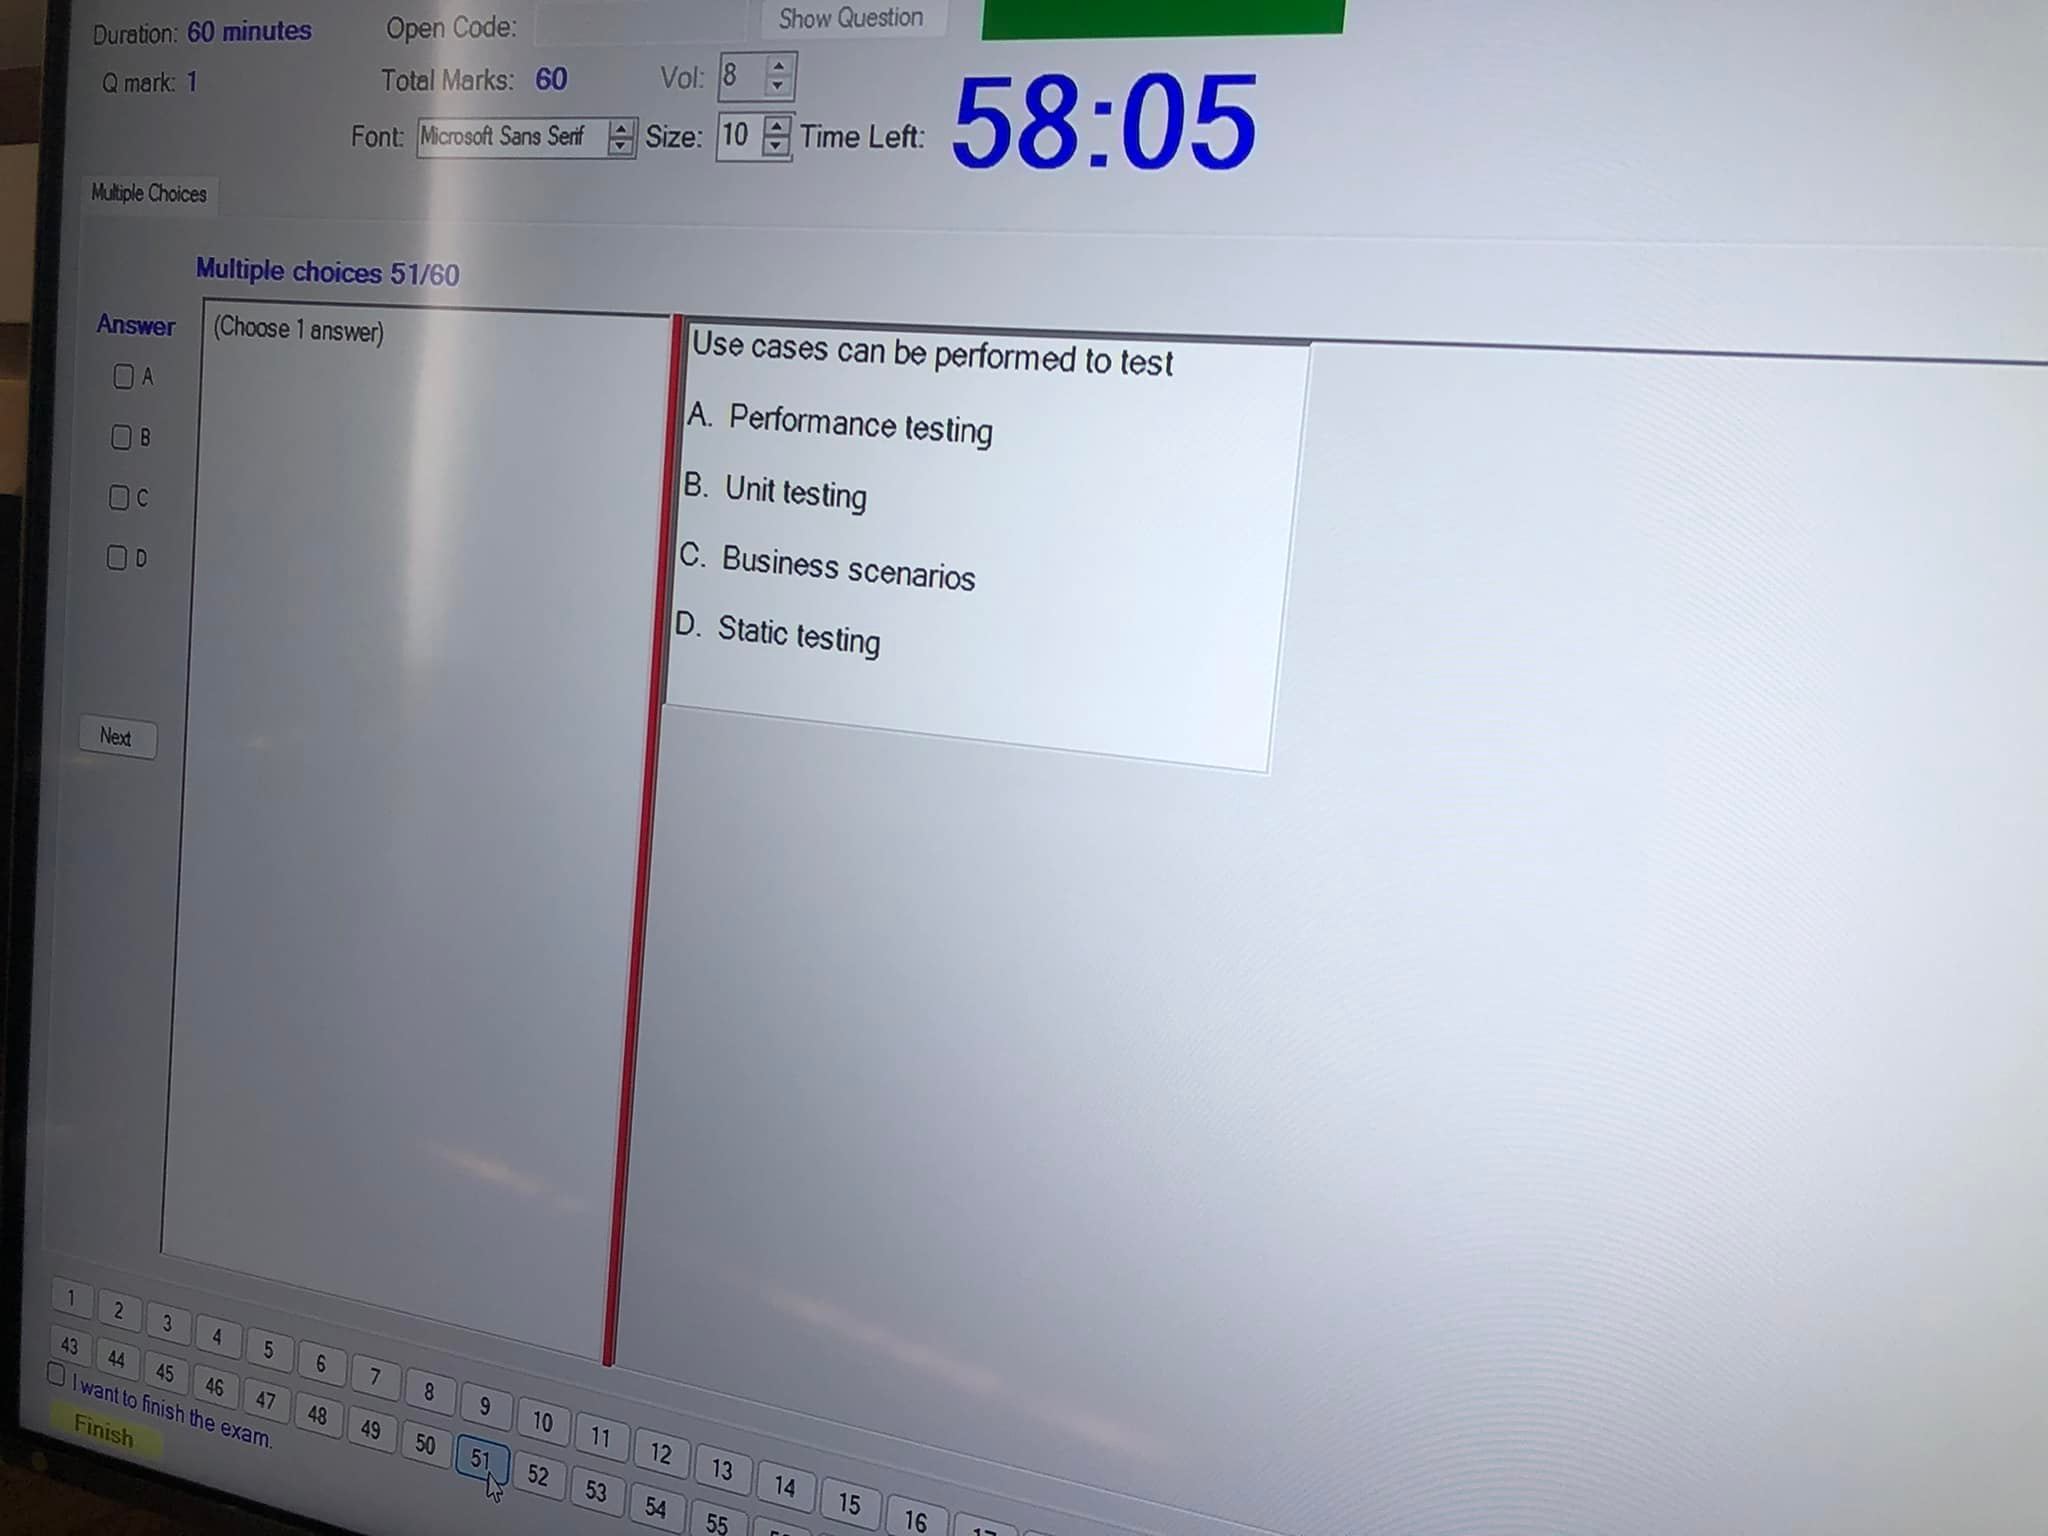 Duration: 60 minutes
Open Code:
Show Question
Q mark: 1
Total Marks: 60
Vol: 8
Font: Microsoft Sans Serif
Size: 10
Time Left: 58:05
Multiple Choices
Multiple choices 51/60
Answer
(Choose 1 answer)
A
B
C
D
Next
Use cases can be performed to test
A. Performance testing
B. Unit testing
C. Business scenarios
D. Static testing
1 2 3 4 5 6 7 8 9 10 11 12 13 14 15 16
43 44 45 46 47 48 49 50 51 52 53 54 55
I want to finish the exam.
Finish